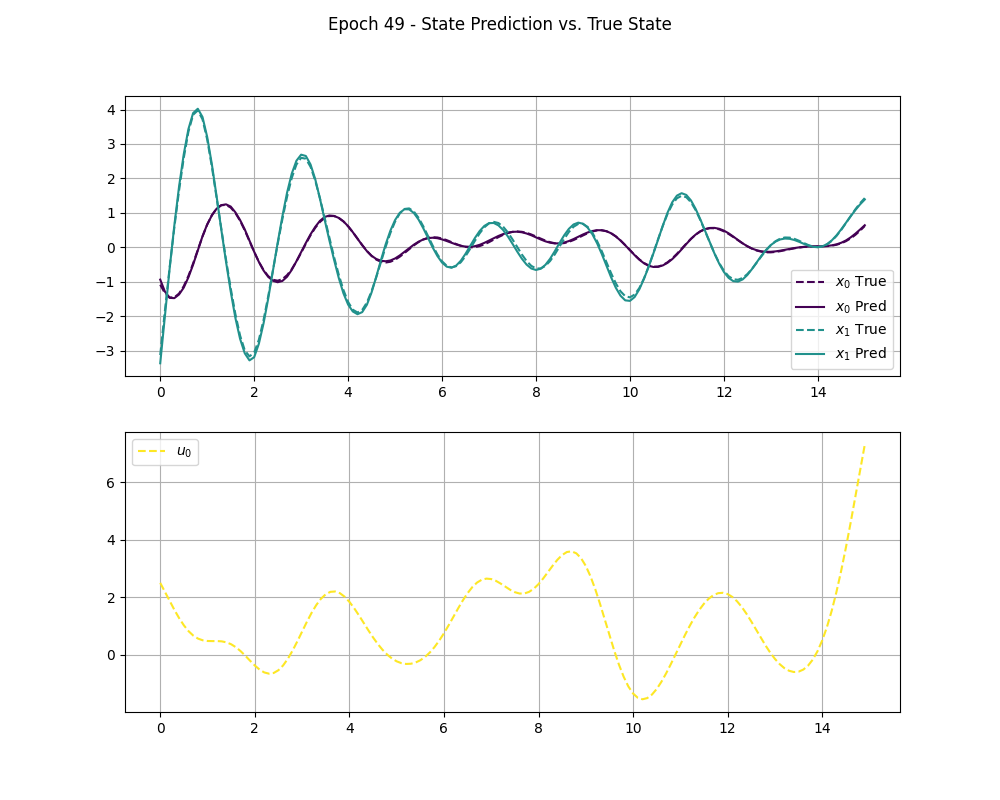 Epoch 49 - State Prediction vs. True State
4
3
2
1
0
−1
−2
−3
x₀ True
x₀ Pred
x₁ True
x₁ Pred
0 2 4 6 8 10 12 14
u₀
6
4
2
0
0 2 4 6 8 10 12 14